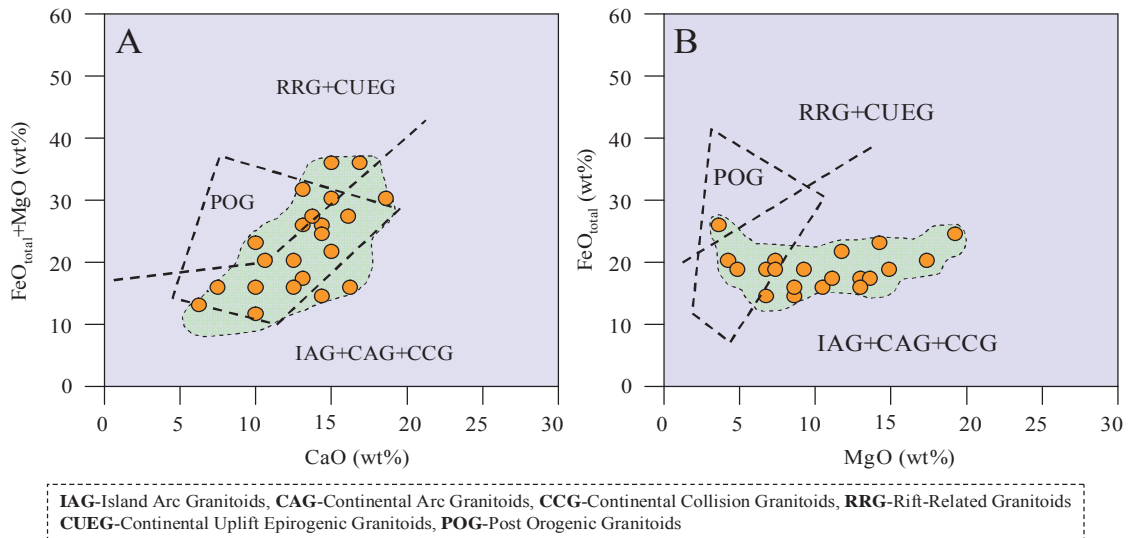 A
60
50
40
30
20
10
0
FeOtotal+MgO (wt%)
RRG+CUEG
POG
IAG+CAG+CCG
0 5 10 15 20 25 30
CaO (wt%)
B
60
50
40
30
20
10
0
FeOtotal (wt%)
RRG+CUEG
POG
IAG+CAG+CCG
0 5 10 15 20 25 30
MgO (wt%)
IAG-Island Arc Granitoids, CAG-Continental Arc Granitoids, CCG-Continental Collision Granitoids, RRG-Rift-Related Granitoids
CUEG-Continental Uplift Epirogenic Granitoids, POG-Post Orogenic Granitoids